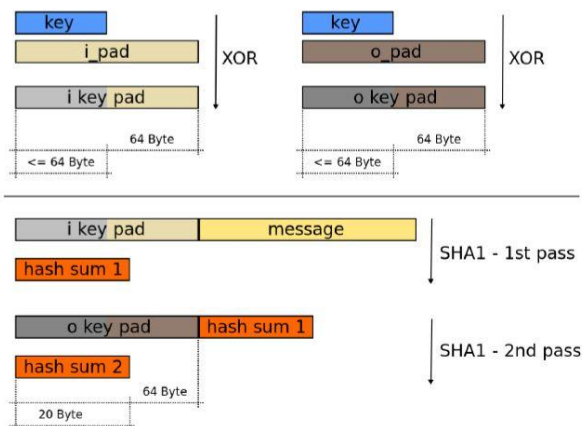 key
i_pad
XOR
i key pad
64 Byte
<= 64 Byte
key
o_pad
XOR
o key pad
64 Byte
<= 64 Byte
i key pad message
SHA1 - 1st pass
hash sum 1
o key pad hash sum 1
SHA1 - 2nd pass
hash sum 2
64 Byte
20 Byte